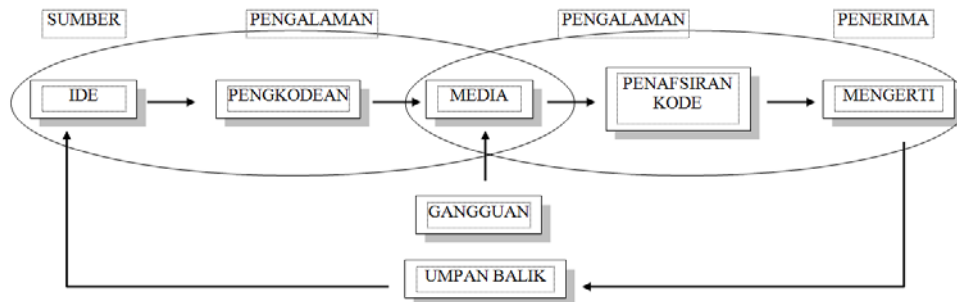 SUMBER
PENGALAMAN
PENGALAMAN
PENERIMA
IDE
PENGKODEAN
MEDIA
PENAFSIRAN
KODE
MENGERTI
GANGGUAN
UMPAN BALIK